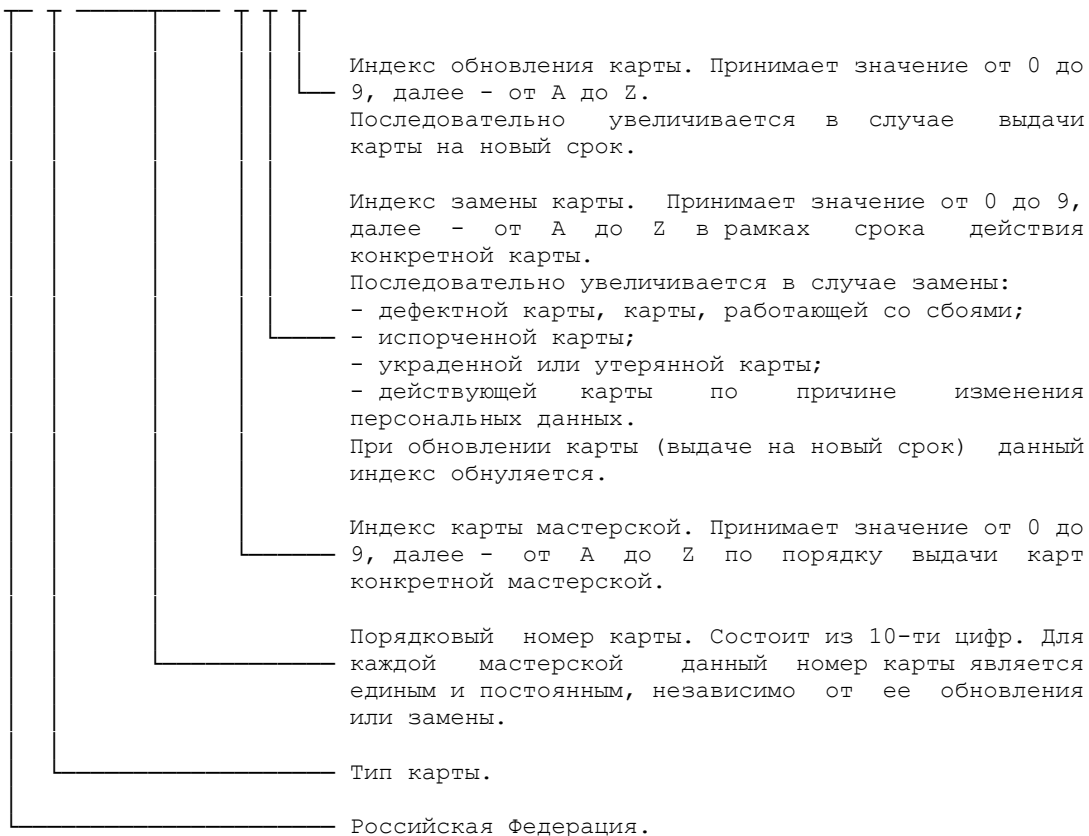 Индекс обновления карты. Принимает значение от 0 до
9, далее - от A до Z.
Последовательно увеличивается в случае выдачи
карты на новый срок.
Индекс замены карты. Принимает значение от 0 до 9,
далее - от A до Z в рамках срока действия
конкретной карты.
Последовательно увеличивается в случае замены:
- дефектной карты, карты, работающей со сбоями;
- испорченной карты;
- украденной или утерянной карты;
- действующей карты по причине изменения
персональных данных.
При обновлении карты (выдаче на новый срок) данный
индекс обнуляется.
Индекс карты мастерской. Принимает значение от 0 до
9, далее - от A до Z по порядку выдачи карт
конкретной мастерской.
Порядковый номер карты. Состоит из 10-ти цифр. Для
каждой мастерской данный номер карты является
единым и постоянным, независимо от ее обновления
или замены.
Тип карты.
Российская Федерация.